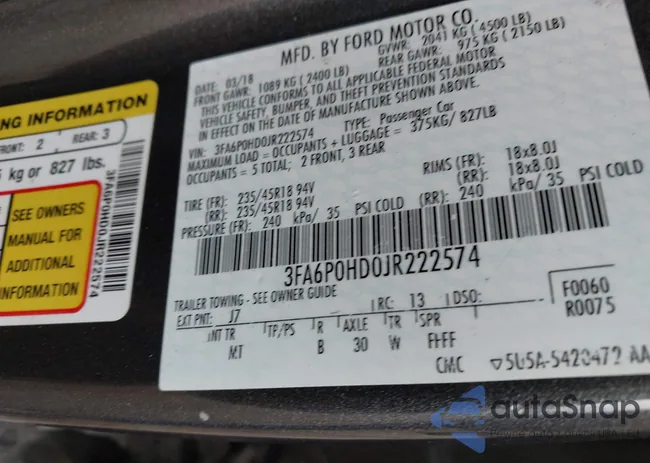 MFD. BY FORD MOTOR CO.
DATE: 03/18
GVWR: 2041 KG ( 4500 LB)
FRONT GAWR: 1089 KG ( 2400 LB)
REAR GAWR: 975 KG ( 2150 LB)
THIS VEHICLE CONFORMS TO ALL APPLICABLE FEDERAL MOTOR
VEHICLE SAFETY, BUMPER, AND THEFT PREVENTION STANDARDS
IN EFFECT ON THE DATE OF MANUFACTURE SHOWN ABOVE.
VIN: 3FA6P0HD0JR222574 TYPE: Passenger Car
MAXIMUM LOAD = OCCUPANTS + LUGGAGE = 375KG/ 827LB
OCCUPANTS = 5 TOTAL; 2 FRONT, 3 REAR
TIRE (FR): 235/45R18 94V RIMS (FR): 18x8.0J
(RR): 235/45R18 94V (RR): 18x8.0J
PRESSURE (FR): 240 kPa/ 35 PSI COLD (RR): 240 kPa/ 35 PSI COLD
3FA6P0HD0JR222574
TRAILER TOWING - SEE OWNER GUIDE
EXT PNT: J7 RC: 13 DSO: F0060
R0075
INT TR TP/PS R AXLE TR SPR
MT B 30 W FFFF
CMC
NG INFORMATION
FRONT: 2 REAR: 3
kg or 827 lbs.
SEE OWNERS
MANUAL FOR
ADDITIONAL
INFORMATION
3FA6P0HD0JR222574
autoSnap